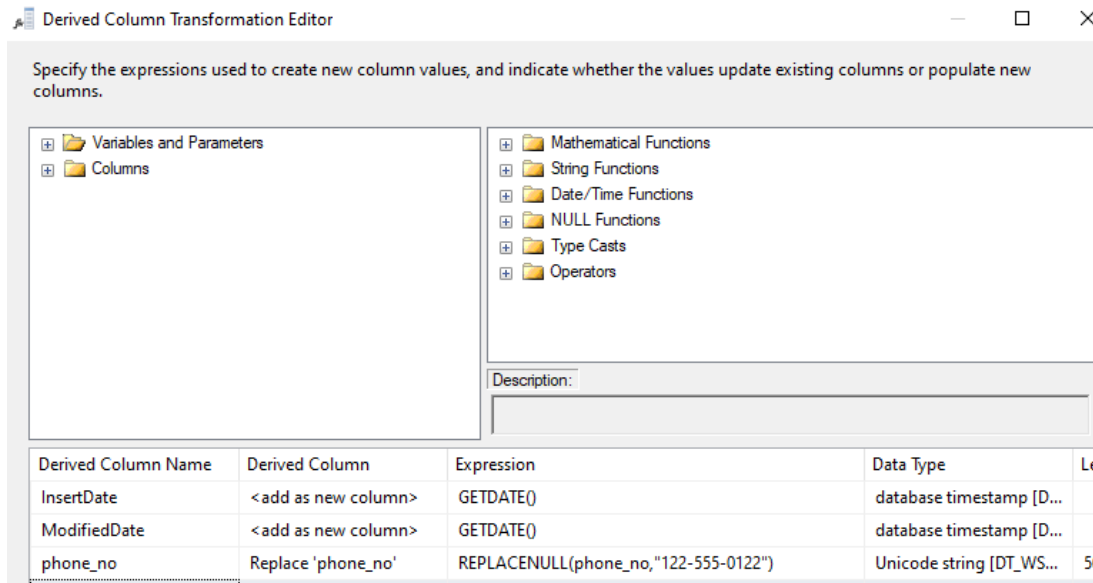 Derived Column Transformation Editor
Specify the expressions used to create new column values, and indicate whether the values update existing columns or populate new
columns.
Variables and Parameters
Columns
Mathematical Functions
String Functions
Date/Time Functions
NULL Functions
Type Casts
Operators
Description:
Derived Column Name Derived Column Expression Data Type Le
InsertDate <add as new column> GETDATE() database timestamp [D...
ModifiedDate <add as new column> GETDATE() database timestamp [D...
phone_no Replace 'phone_no' REPLACENULL(phone_no,"122-555-0122") Unicode string [DT_WS...